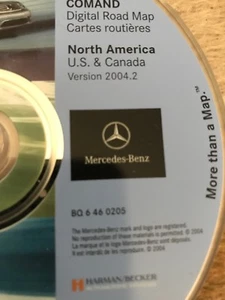 COMAND
Digital Road Map
Cartes routières
North America
U.S. & Canada
Version 2004.2
More than a Map.™
Mercedes-Benz
BQ 6 46 0205
The Mercedes-Benz mark and logo are registered.
No reproduction of these materials is permitted. © 2004
La marque et le logo Mercedes-Benz sont déposés.
Il est interdit de les reproduire. © 2004
HARMAN/BECKER